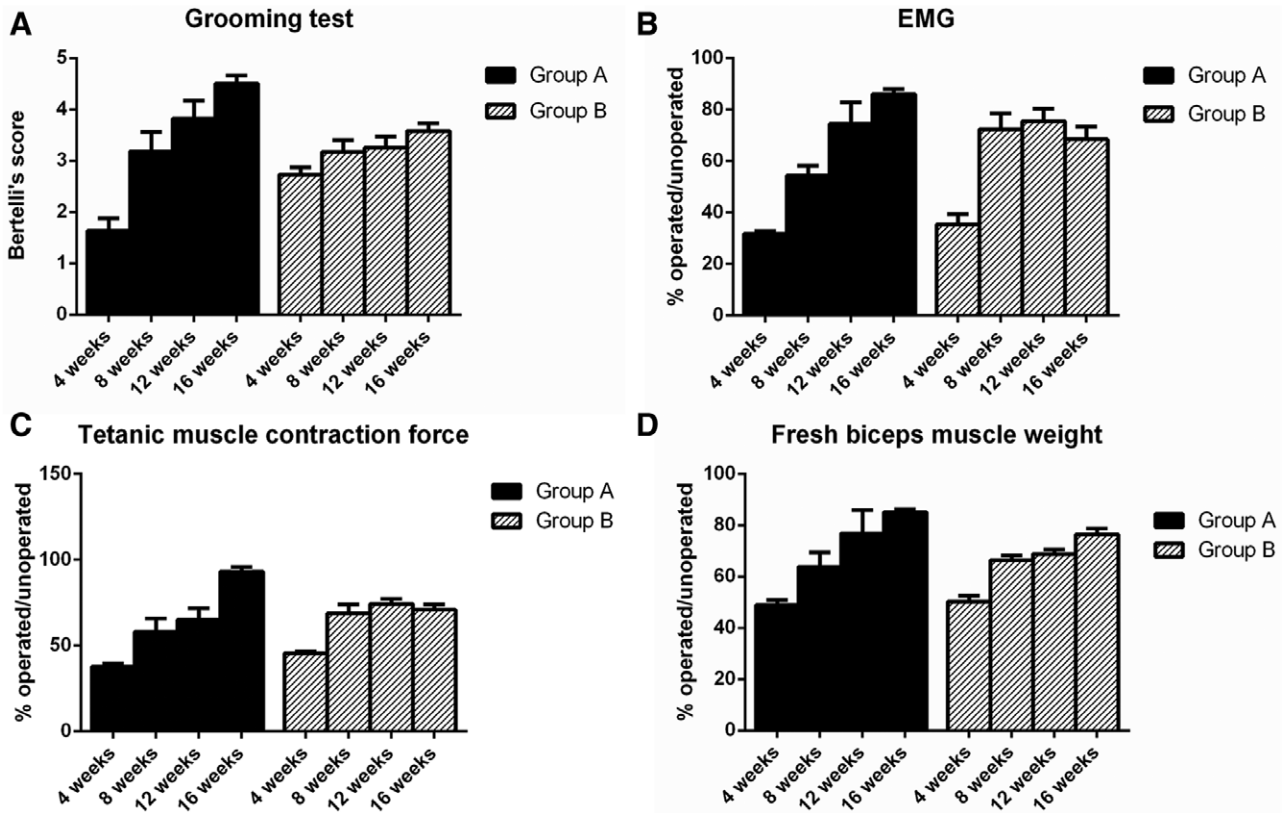 A
Grooming test
Bertelli's score
5
4
3
2
1
0
4 weeks
8 weeks
12 weeks
16 weeks
4 weeks
8 weeks
12 weeks
16 weeks
Group A
Group B
B
EMG
% operated/unoperated
100
80
60
40
20
0
4 weeks
8 weeks
12 weeks
16 weeks
4 weeks
8 weeks
12 weeks
16 weeks
Group A
Group B
C
Tetanic muscle contraction force
% operated/unoperated
150
100
50
0
4 weeks
8 weeks
12 weeks
16 weeks
4 weeks
8 weeks
12 weeks
16 weeks
Group A
Group B
D
Fresh biceps muscle weight
% operated/unoperated
100
80
60
40
20
0
4 weeks
8 weeks
12 weeks
16 weeks
4 weeks
8 weeks
12 weeks
16 weeks
Group A
Group B